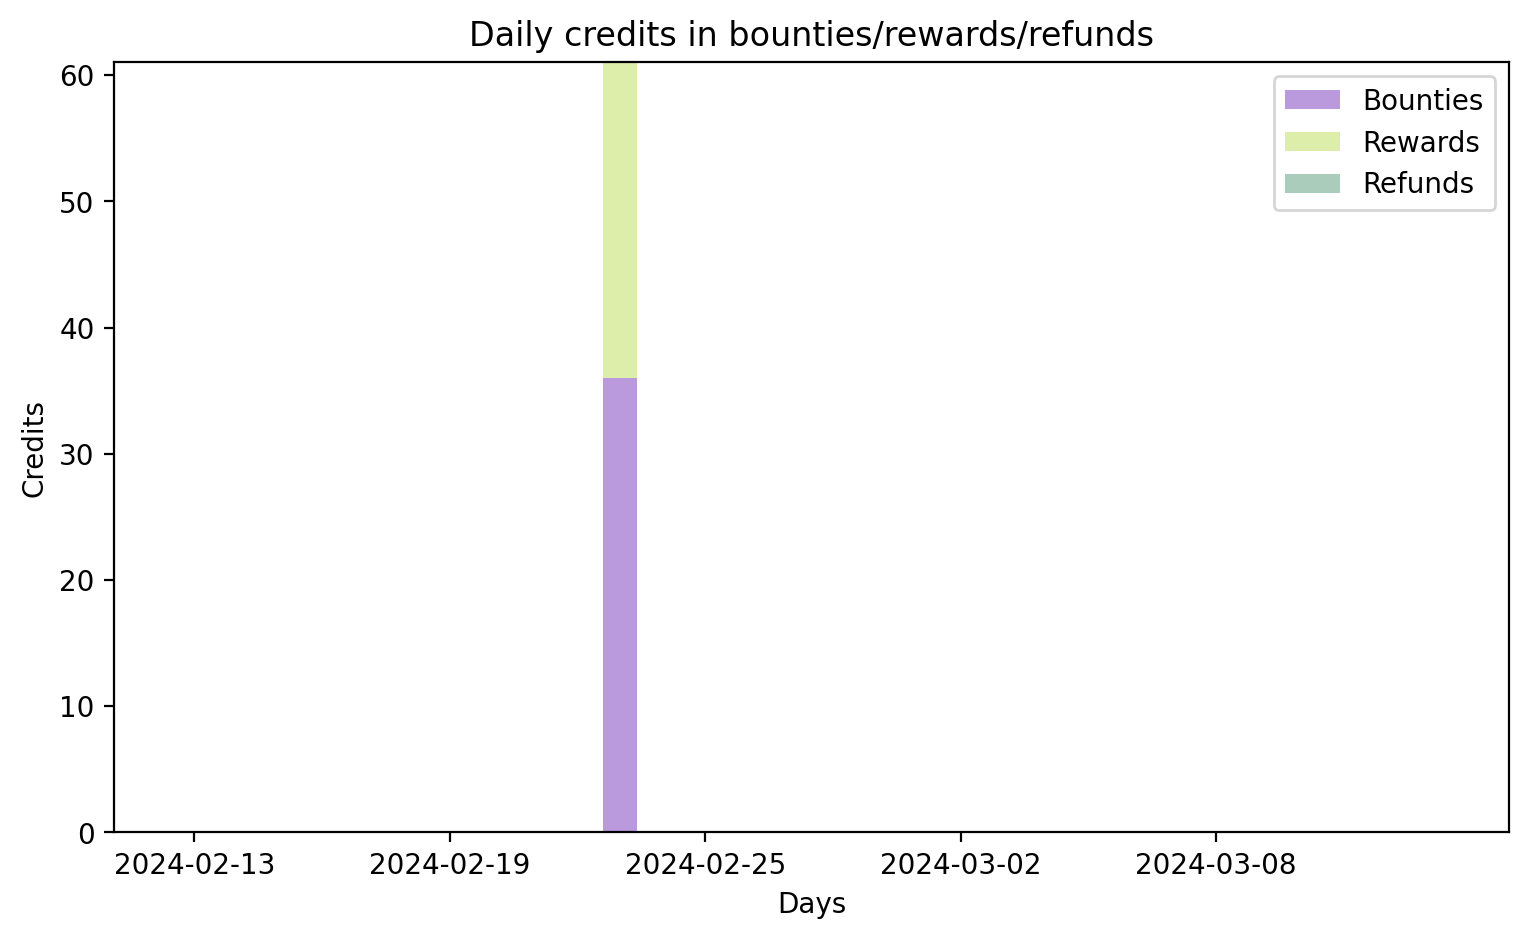 Daily credits in bounties/rewards/refunds
60
50
40
30
20
10
0
Credits
Bounties
Rewards
Refunds
2024-02-13
2024-02-19
2024-02-25
2024-03-02
2024-03-08
Days